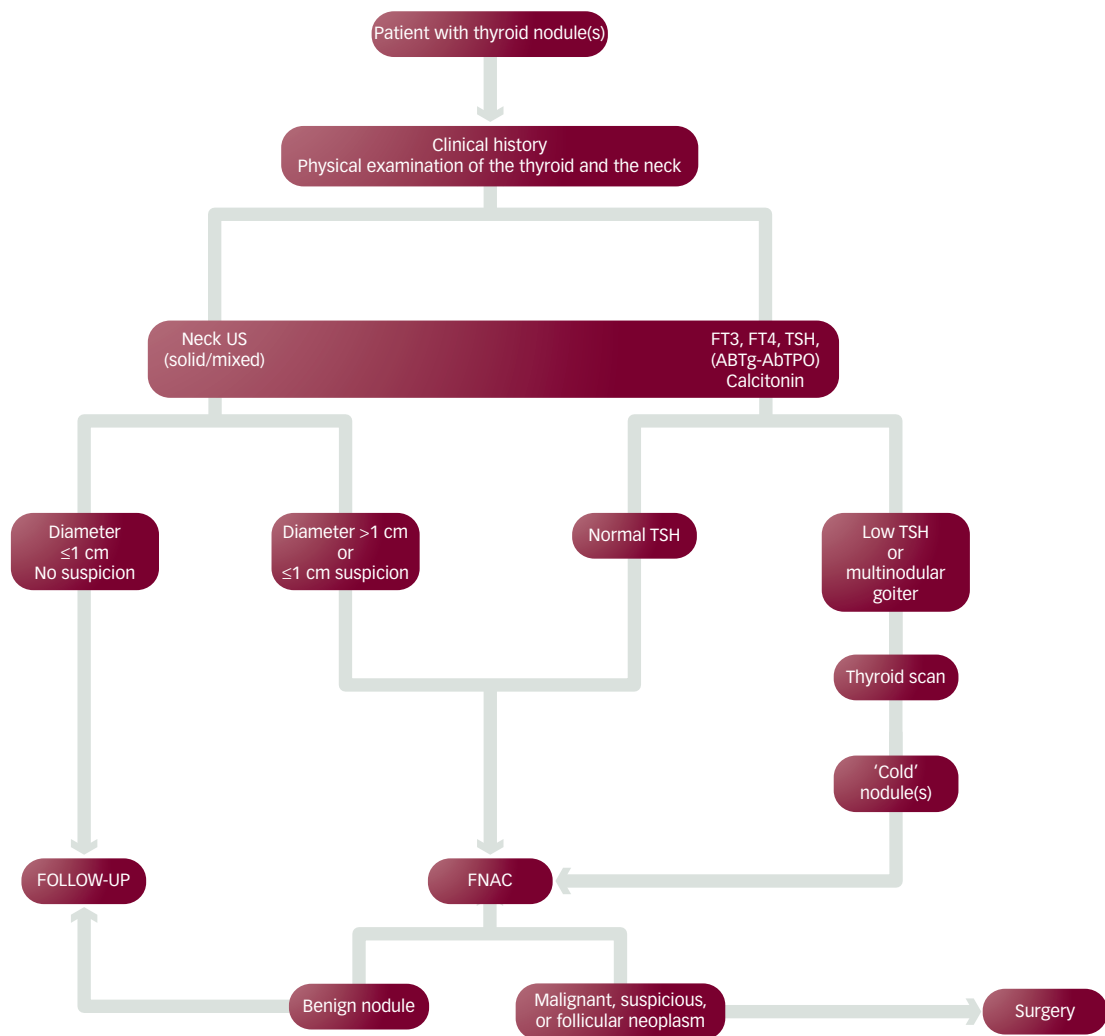 Patient with thyroid nodule(s)
Clinical history
Physical examination of the thyroid and the neck
Neck US
(solid/mixed)
FT3, FT4, TSH,
(ABTg-AbTPO)
Calcitonin
Diameter
≤1 cm
No suspicion
Diameter >1 cm
or
≤1 cm suspicion
Normal TSH
Low TSH
or
multinodular
goiter
Thyroid scan
‘Cold’
nodule(s)
FOLLOW-UP
FNAC
Benign nodule
Malignant, suspicious,
or follicular neoplasm
Surgery